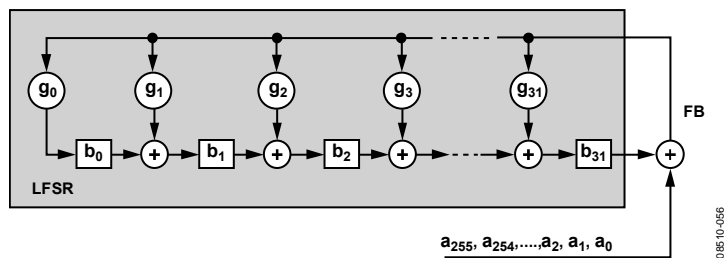 g0 g1 g2 g3 g31
FB
b0 + b1 + b2 + + b31 +
LFSR
a255, a254,....,a2, a1, a0
08510-056